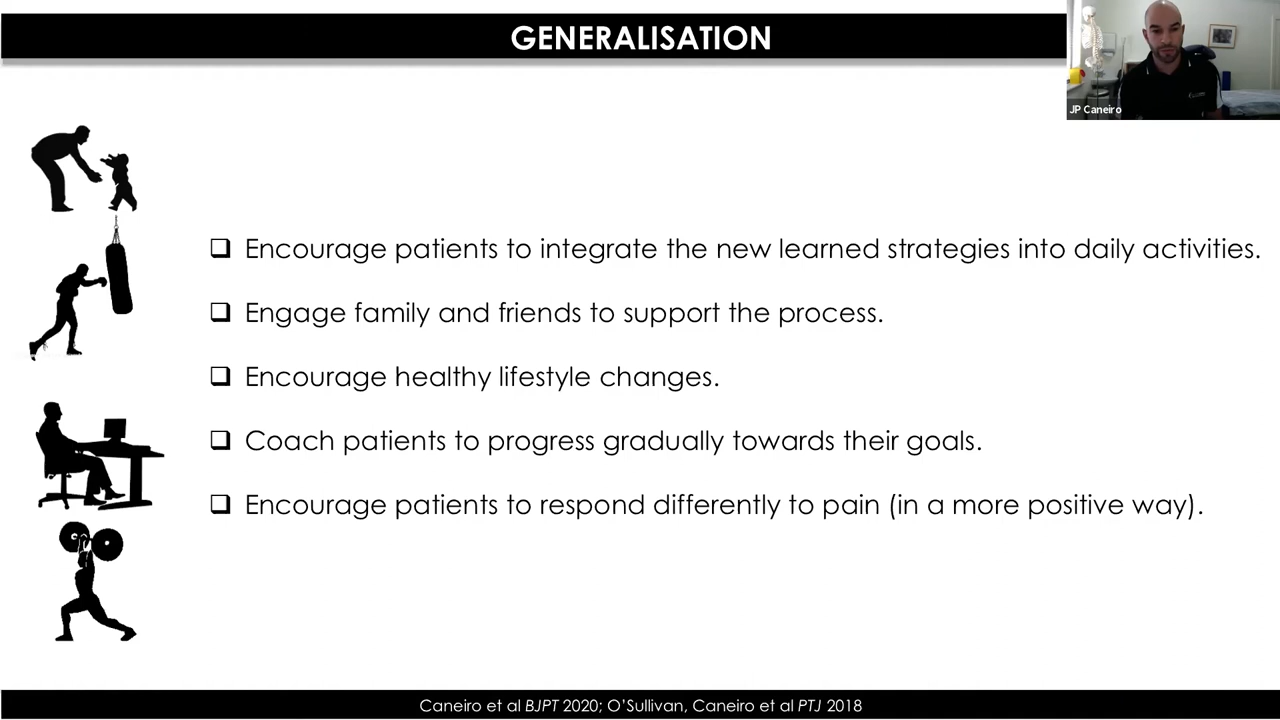 GENERALISATION
JP Caneiro
Encourage patients to integrate the new learned strategies into daily activities.
Engage family and friends to support the process.
Encourage healthy lifestyle changes.
Coach patients to progress gradually towards their goals.
Encourage patients to respond differently to pain (in a more positive way).
Caneiro et al BJPT 2020; O'Sullivan, Caneiro et al PTJ 2018